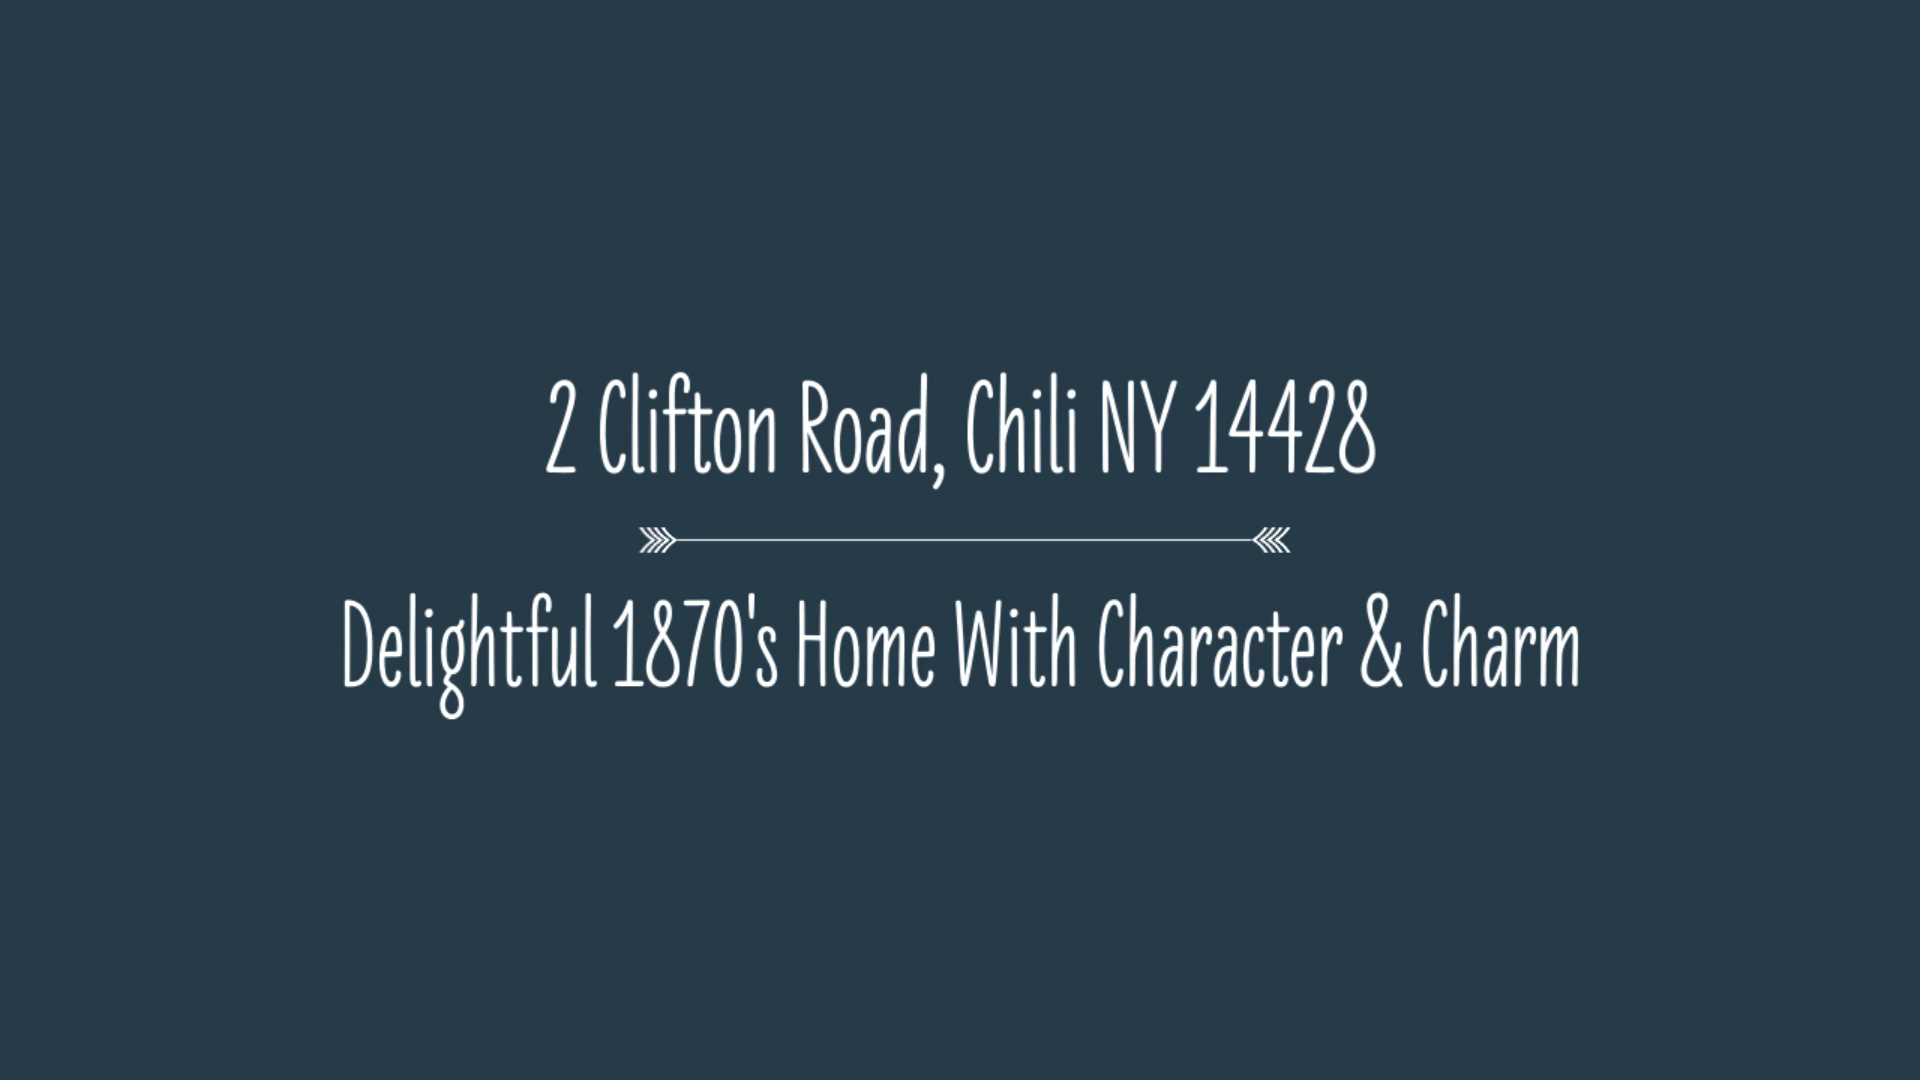 2 Clifton Road, Chili NY 14428
Delightful 1870's Home With Character & Charm